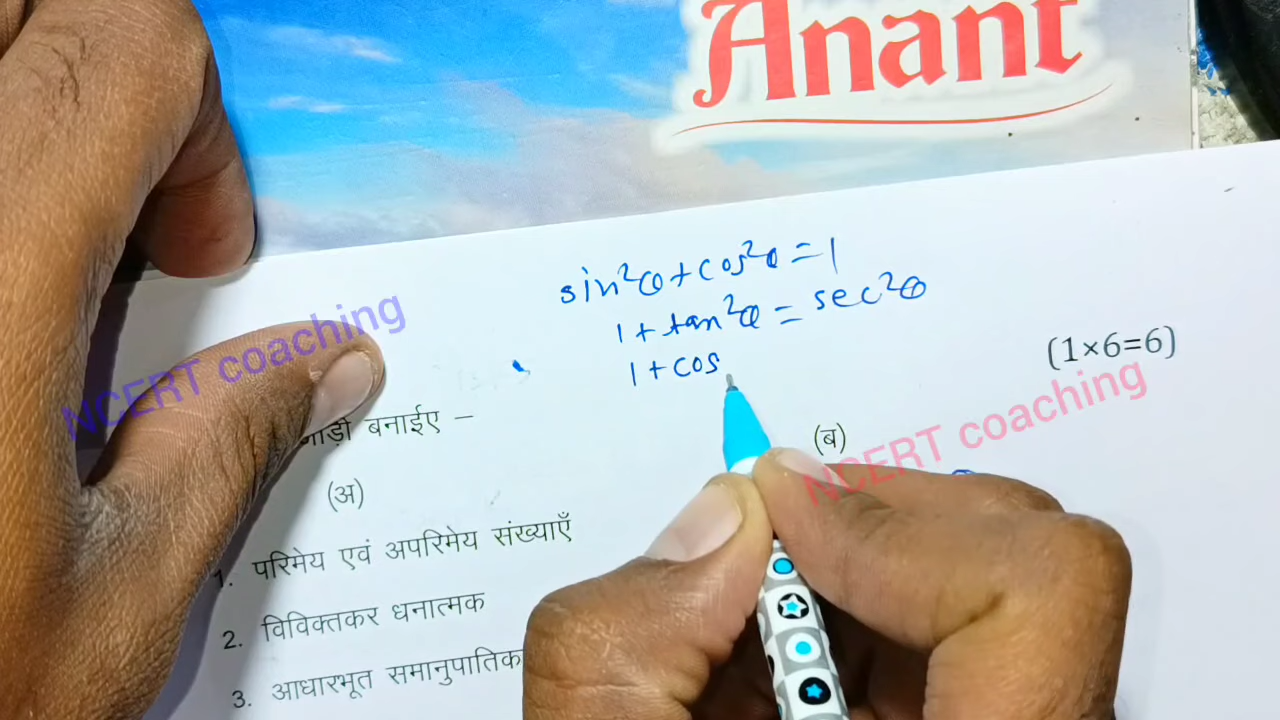 Anant
sin²θ+cos²θ=1
1+tan²θ=sec²θ
1+cos
(1×6=6)
NCERT coaching
बनाईए –
(ब)
NCERT coaching
(अ)
1. परिमेय एवं अपरिमेय संख्याएँ
2. विविक्तकर धनात्मक
3. आधारभूत समानुपातिक